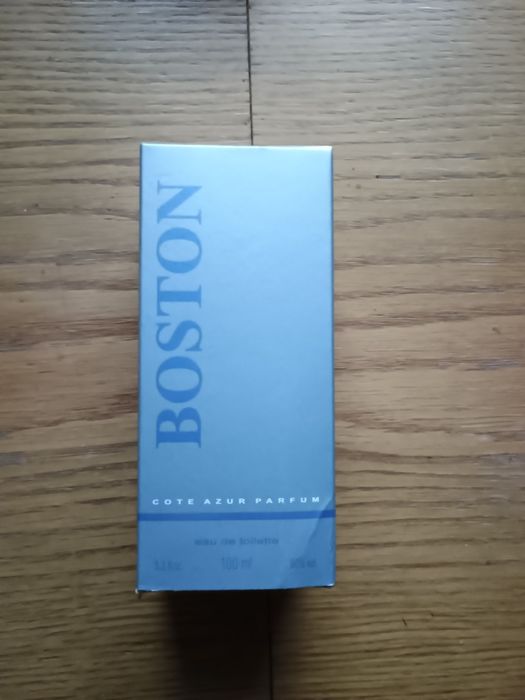 BOSTON
COTE AZUR PARFUM
eau de toilette
100 ml